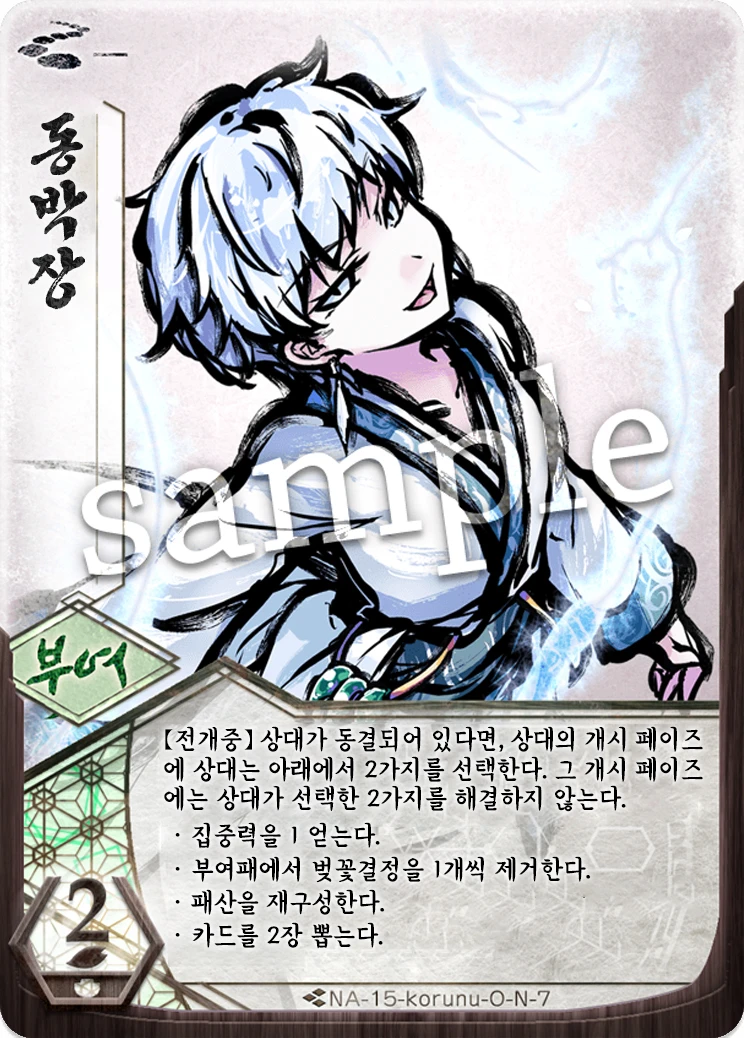 동박장
sample
부여
【전개중】 상대가 동결되어 있다면, 상대의 개시 페이즈
에 상대는 아래에서 2가지를 선택한다. 그 개시 페이즈
에는 상대가 선택한 2가지를 해결하지 않는다.
· 집중력을 1 얻는다.
· 부여패에서 벚꽃결정을 1개씩 제거한다.
· 패산을 재구성한다.
· 카드를 2장 뽑는다.
2
NA-15-korunu-O-N-7